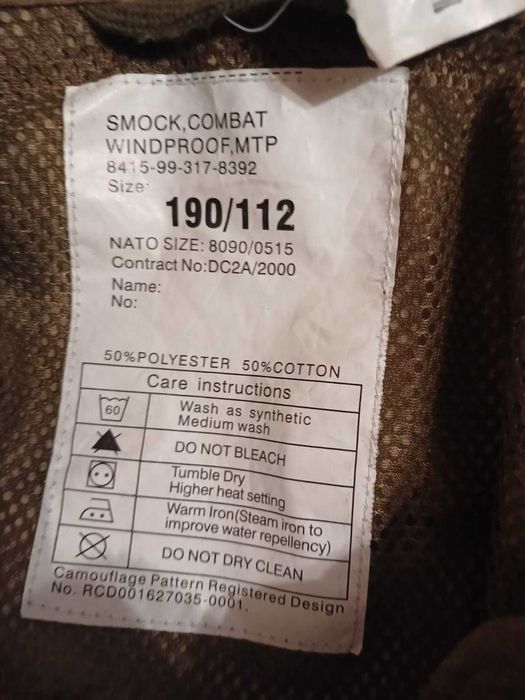 SMOCK,COMBAT
WINDPROOF,MTP
8415-99-317-8392
Size:
190/112
NATO SIZE: 8090/0515
Contract No:DC2A/2000
Name:
No:
50%POLYESTER 50%COTTON
Care instructions
60
Wash as synthetic
Medium wash
DO NOT BLEACH
Tumble Dry
Higher heat setting
Warm Iron(Steam iron to
improve water repellency)
DO NOT DRY CLEAN
Camouflage Pattern Registered Design
No. RCD001627035-0001.